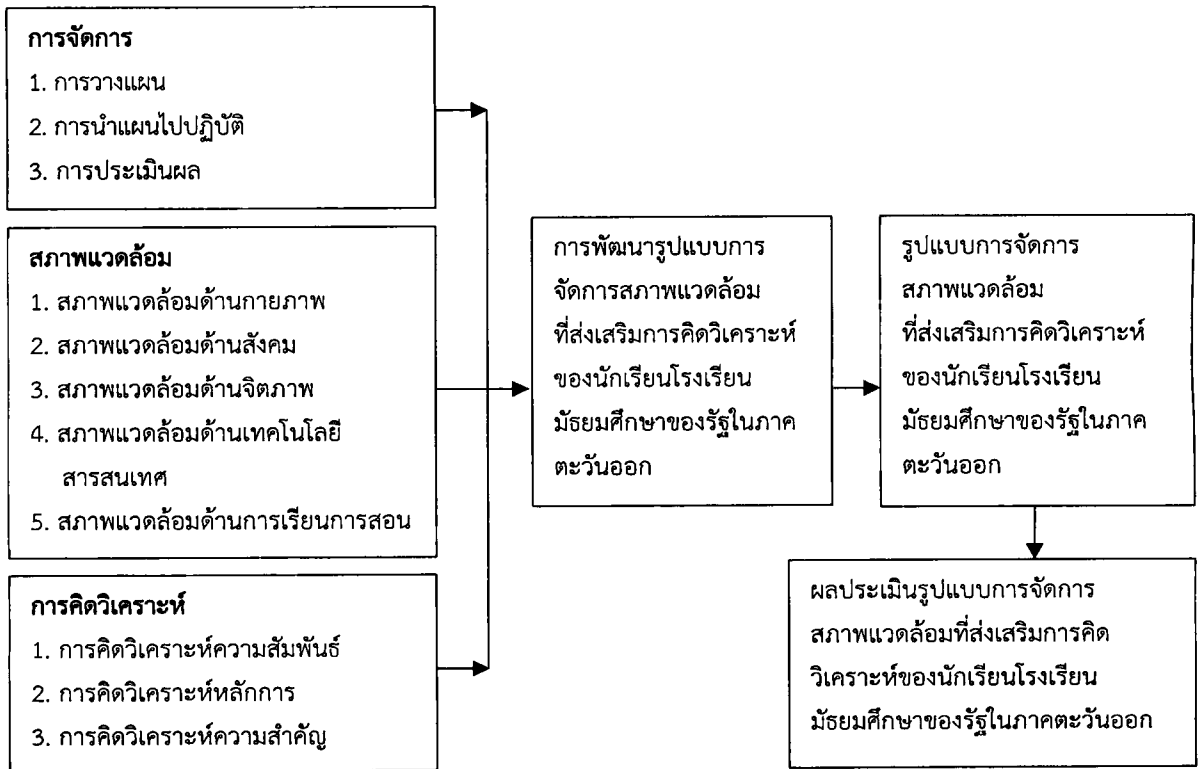 การจัดการ
1. การวางแผน
2. การนำแผนไปปฏิบัติ
3. การประเมินผล
สภาพแวดล้อม
1. สภาพแวดล้อมด้านกายภาพ
2. สภาพแวดล้อมด้านสังคม
3. สภาพแวดล้อมด้านจิตภาพ
4. สภาพแวดล้อมด้านเทคโนโลยี
สารสนเทศ
5. สภาพแวดล้อมด้านการเรียนการสอน
การคิดวิเคราะห์
1. การคิดวิเคราะห์ความสัมพันธ์
2. การคิดวิเคราะห์หลักการ
3. การคิดวิเคราะห์ความสำคัญ
การพัฒนารูปแบบการ
จัดการสภาพแวดล้อม
ที่ส่งเสริมการคิดวิเคราะห์
ของนักเรียนโรงเรียน
มัธยมศึกษาของรัฐในภาค
ตะวันออก
รูปแบบการจัดการ
สภาพแวดล้อม
ที่ส่งเสริมการคิดวิเคราะห์
ของนักเรียนโรงเรียน
มัธยมศึกษาของรัฐในภาค
ตะวันออก
ผลประเมินรูปแบบการจัดการ
สภาพแวดล้อมที่ส่งเสริมการคิด
วิเคราะห์ของนักเรียนโรงเรียน
มัธยมศึกษาของรัฐในภาคตะวันออก